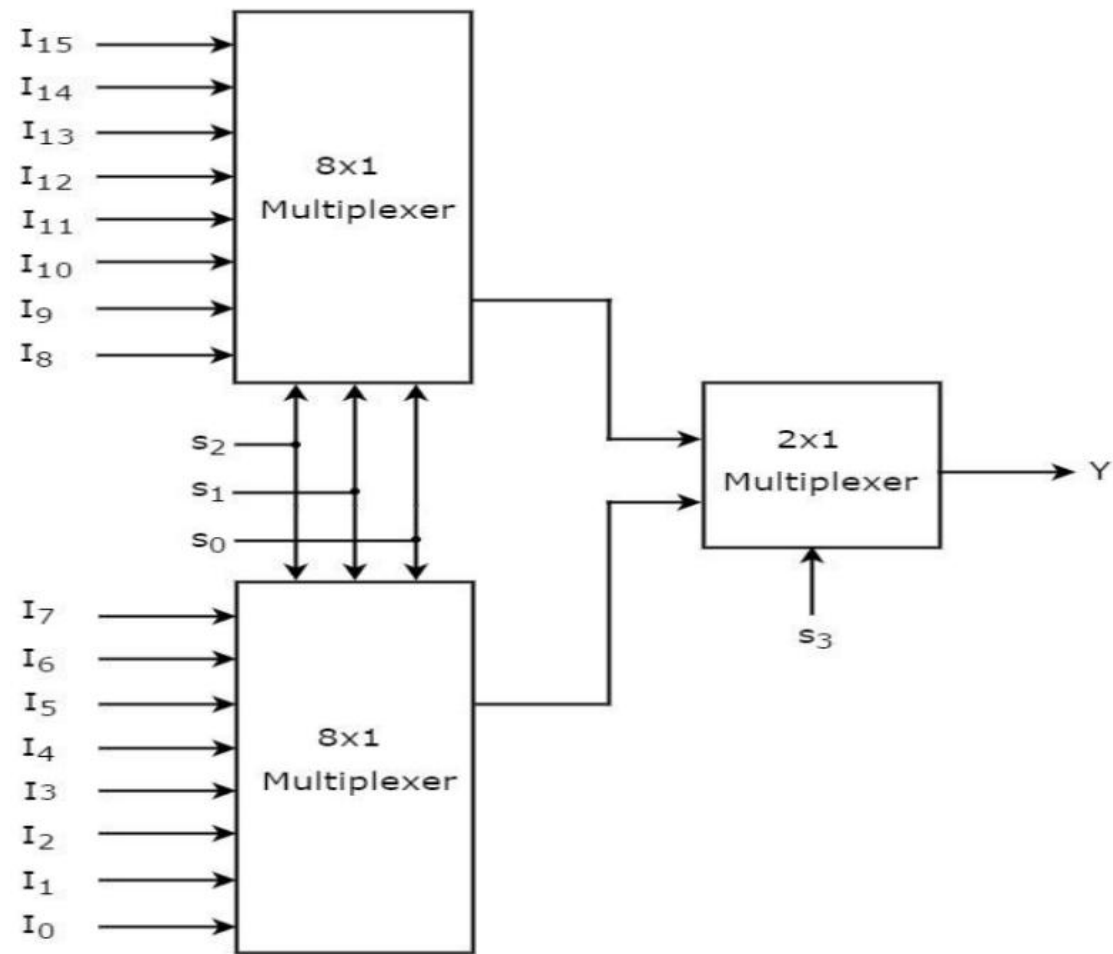 I15
I14
I13
I12
I11
I10
I9
I8
8x1
Multiplexer
s2
s1
s0
2x1
Multiplexer
Y
s3
I7
I6
I5
I4
I3
I2
I1
I0
8x1
Multiplexer